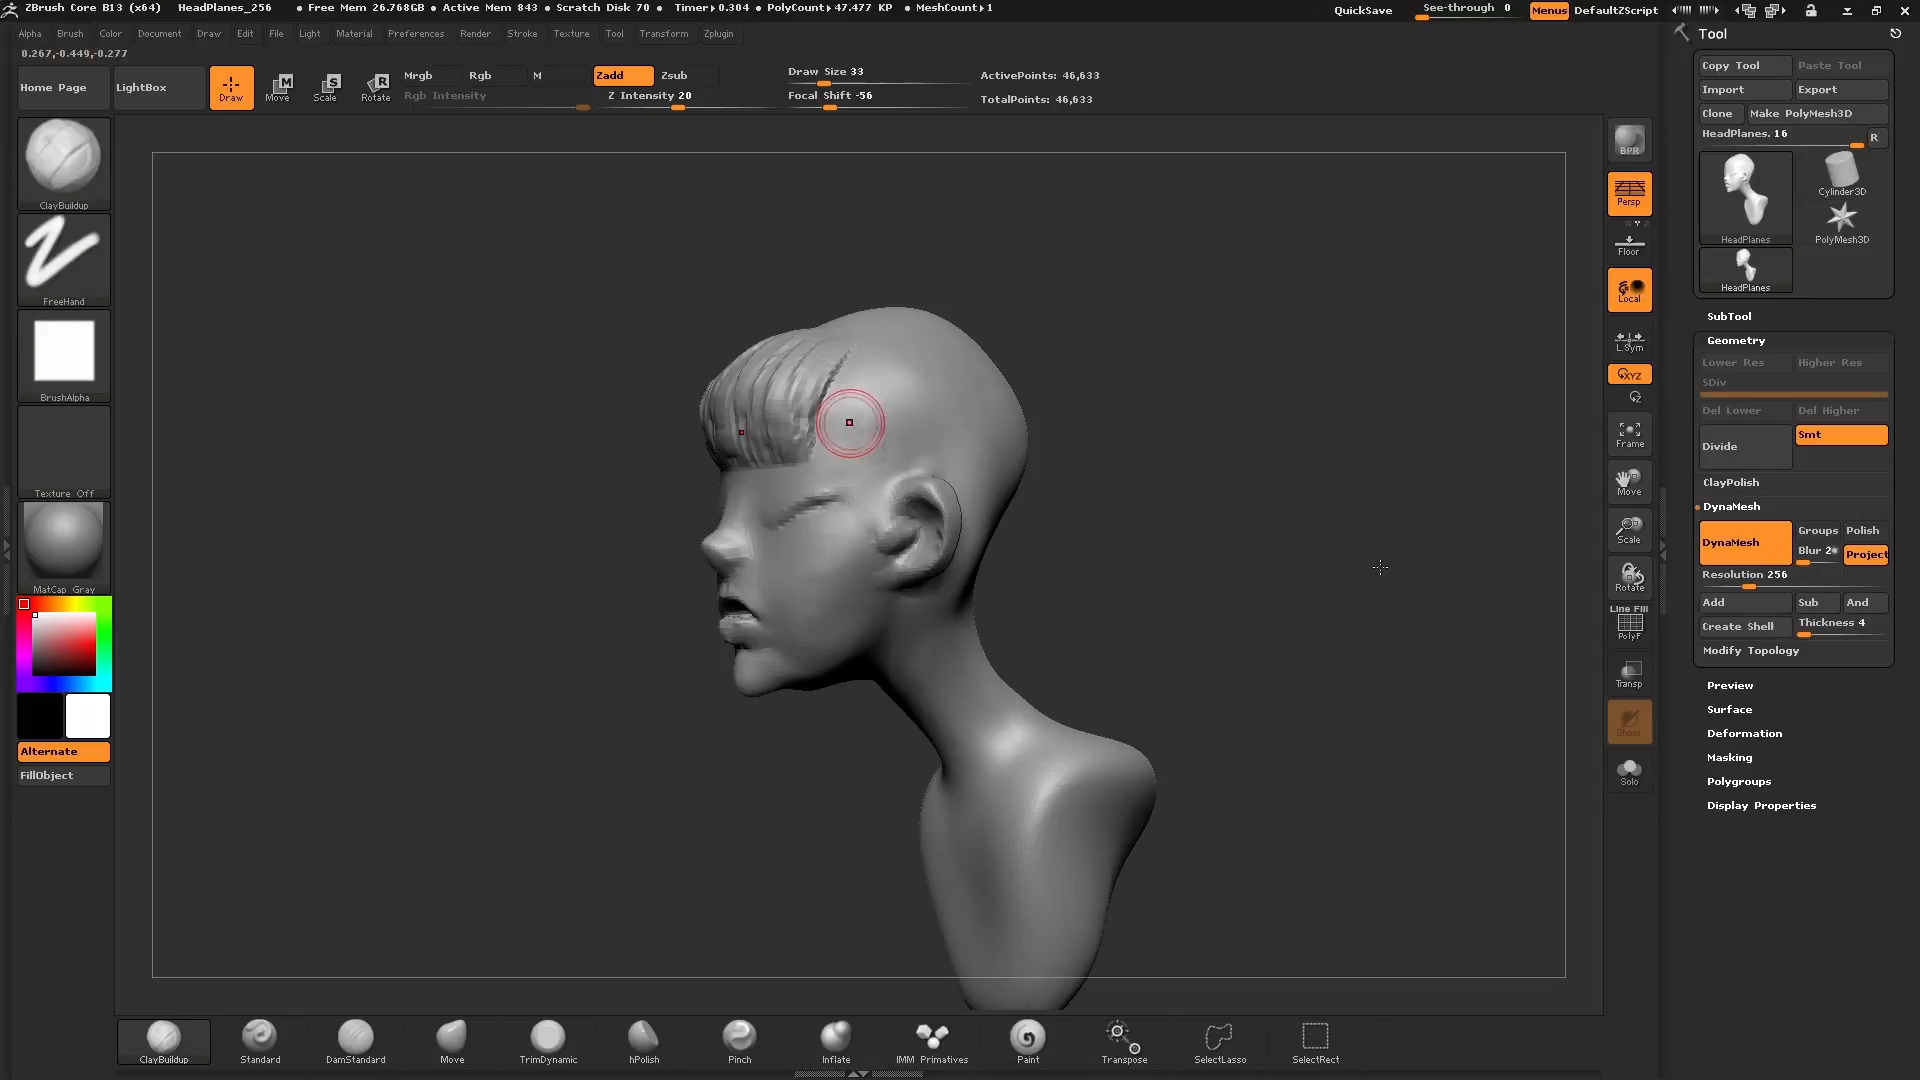 ZBrush Core B13 (x64) HeadPlanes_256 • Free Mem 26.768GB • Active Mem 843 • Scratch Disk 70 • Timer▸0.304 • PolyCount▸47.477 KP • MeshCount▸1 QuickSave See-through 0 Menus DefaultZScript
Alpha Brush Color Document Draw Edit File Light Material Preferences Render Stroke Texture Tool Transform Zplugin
0.267,-0.449,-0.277
Home Page
LightBox
Draw
Move
Scale
Rotate
Mrgb Rgb M Zadd Zsub
Rgb Intensity Z Intensity 20
Draw Size 33
Focal Shift -56
ActivePoints: 46,633
TotalPoints: 46,633
ClayBuildup
FreeHand
BrushAlpha
Texture Off
MatCap Gray
Alternate
FillObject
BPR
Persp
Floor
Local
L.Sym
XYZ
Frame
Move
Scale
Rotate
Line Fill
PolyF
Transp
Ghost
Solo
Tool
Copy Tool Paste Tool
Import Export
Clone Make PolyMesh3D
HeadPlanes. 16 R
HeadPlanes
Cylinder3D
PolyMesh3D
HeadPlanes
SubTool
Geometry
Lower Res Higher Res
SDiv
Del Lower Del Higher
Divide Smt
ClayPolish
DynaMesh
DynaMesh Groups Polish
Blur 2 Project
Resolution 256
Add Sub And
Create Shell Thickness 4
Modify Topology
Preview
Surface
Deformation
Masking
Polygroups
Display Properties
ClayBuildup Standard DamStandard Move TrimDynamic hPolish Pinch Inflate IMM Primitives Paint Transpose SelectLasso SelectRect